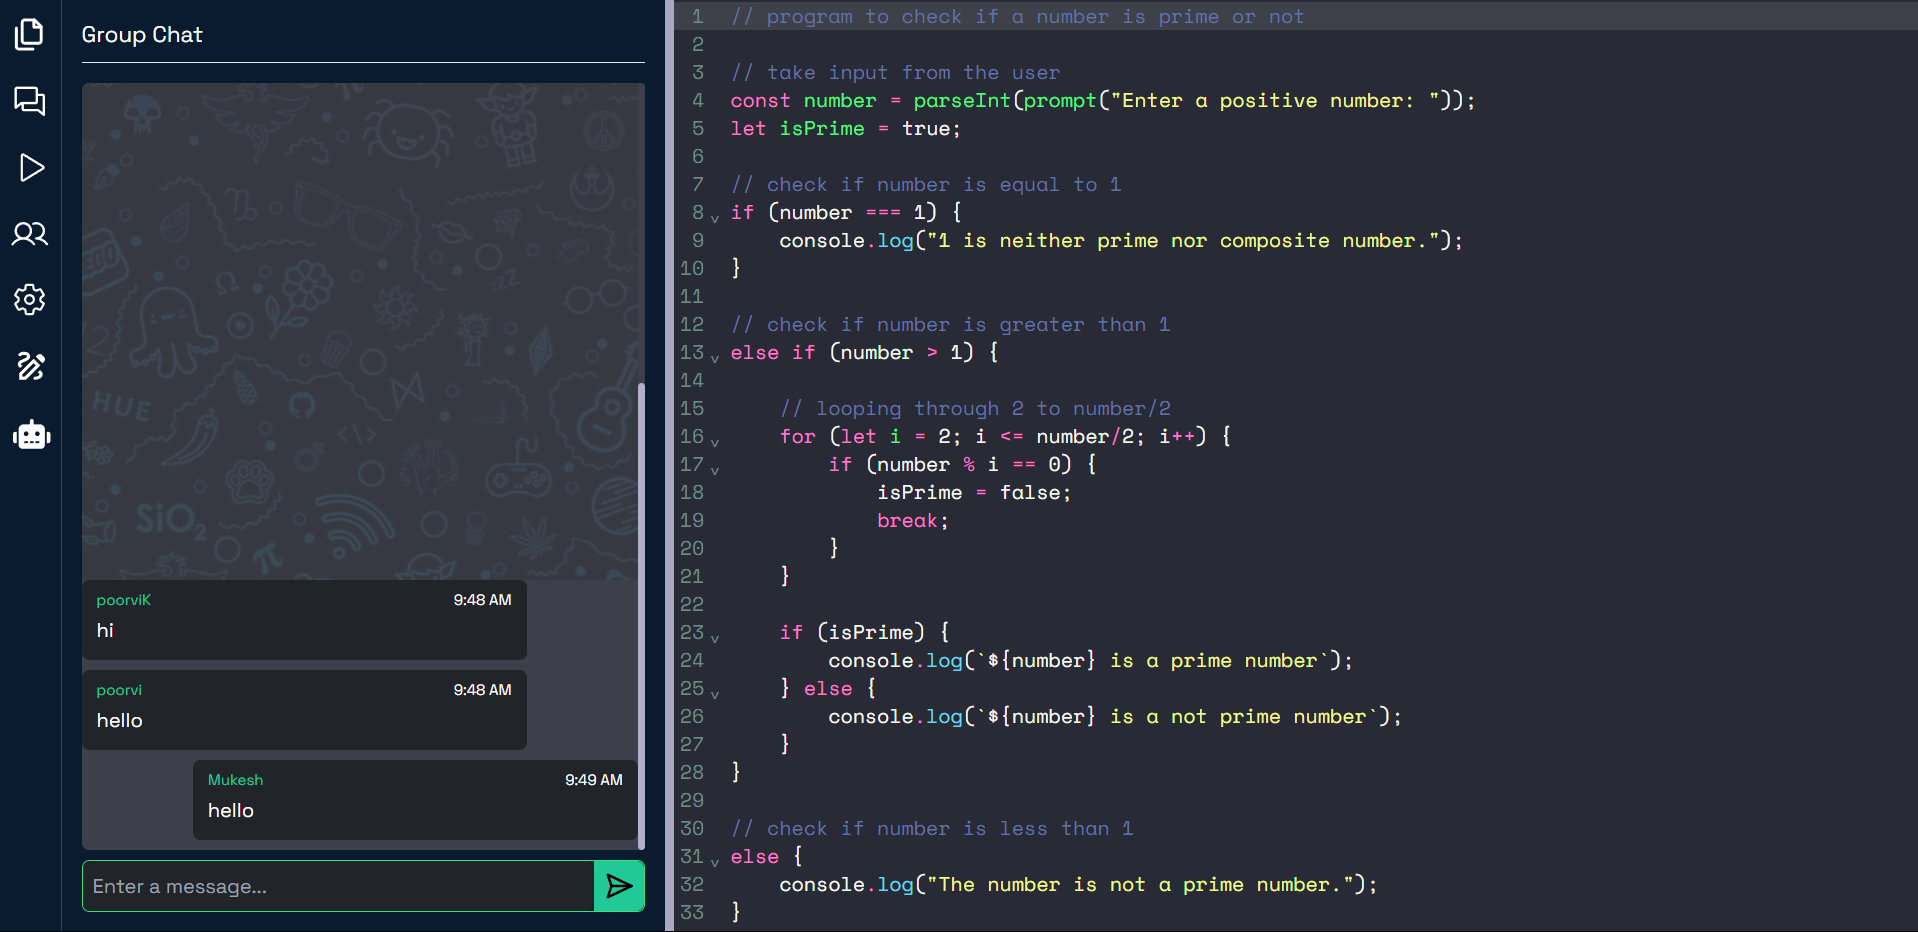 Group Chat
EGO
HUE
</>
zzZ
SiO2
π
poorviK 9:48 AM
hi
poorvi 9:48 AM
hello
Mukesh 9:49 AM
hello
Enter a message...
1 // program to check if a number is prime or not
2
3 // take input from the user
4 const number = parseInt(prompt("Enter a positive number: "));
5 let isPrime = true;
6
7 // check if number is equal to 1
8 if (number === 1) {
9     console.log("1 is neither prime nor composite number.");
10 }
11
12 // check if number is greater than 1
13 else if (number > 1) {
14
15     // looping through 2 to number/2
16     for (let i = 2; i <= number/2; i++) {
17         if (number % i == 0) {
18             isPrime = false;
19             break;
20         }
21     }
22
23     if (isPrime) {
24         console.log(`${number} is a prime number`);
25     } else {
26         console.log(`${number} is a not prime number`);
27     }
28 }
29
30 // check if number is less than 1
31 else {
32     console.log("The number is not a prime number.");
33 }